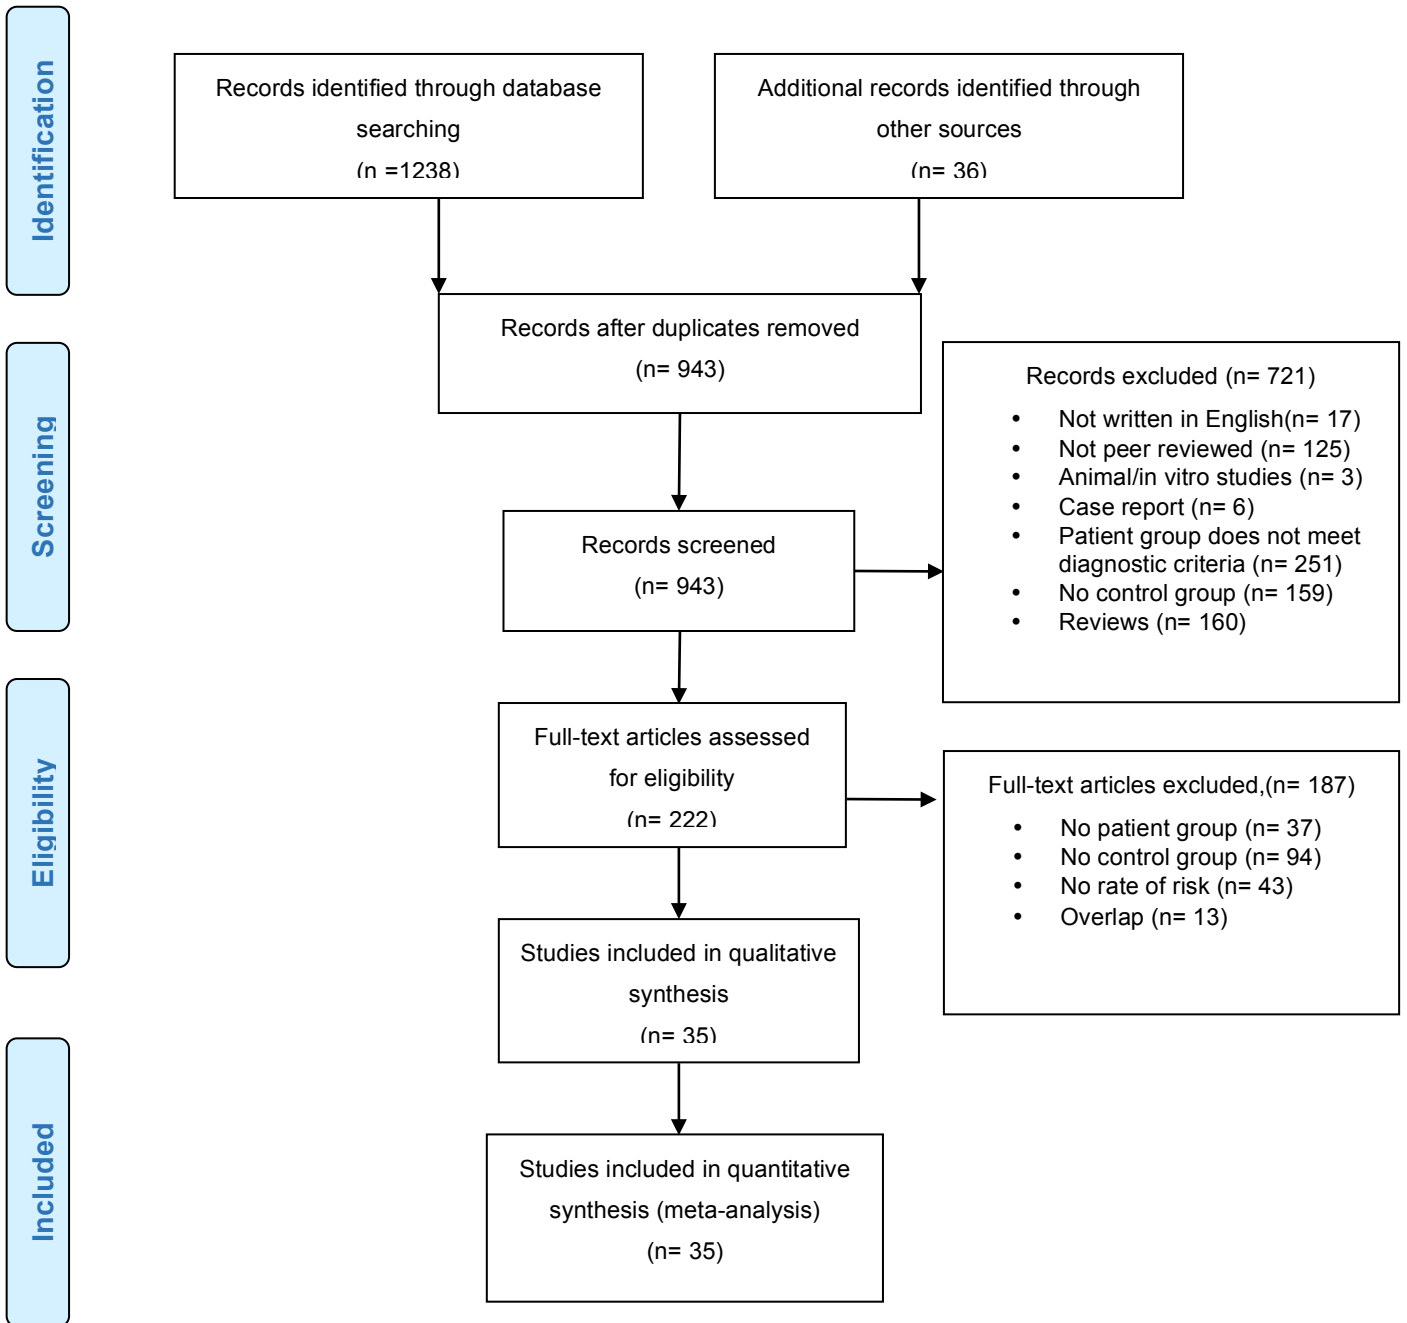 Identification
Records identified through database
searching
(n =1238)
Additional records identified through
other sources
(n= 36)
Records after duplicates removed
(n= 943)
Screening
Records screened
(n= 943)
Records excluded (n= 721)
• Not written in English(n= 17)
• Not peer reviewed (n= 125)
• Animal/in vitro studies (n= 3)
• Case report (n= 6)
• Patient group does not meet
diagnostic criteria (n= 251)
• No control group (n= 159)
• Reviews (n= 160)
Eligibility
Full-text articles assessed
for eligibility
(n= 222)
Full-text articles excluded,(n= 187)
• No patient group (n= 37)
• No control group (n= 94)
• No rate of risk (n= 43)
• Overlap (n= 13)
Studies included in qualitative
synthesis
(n= 35)
Included
Studies included in quantitative
synthesis (meta-analysis)
(n= 35)